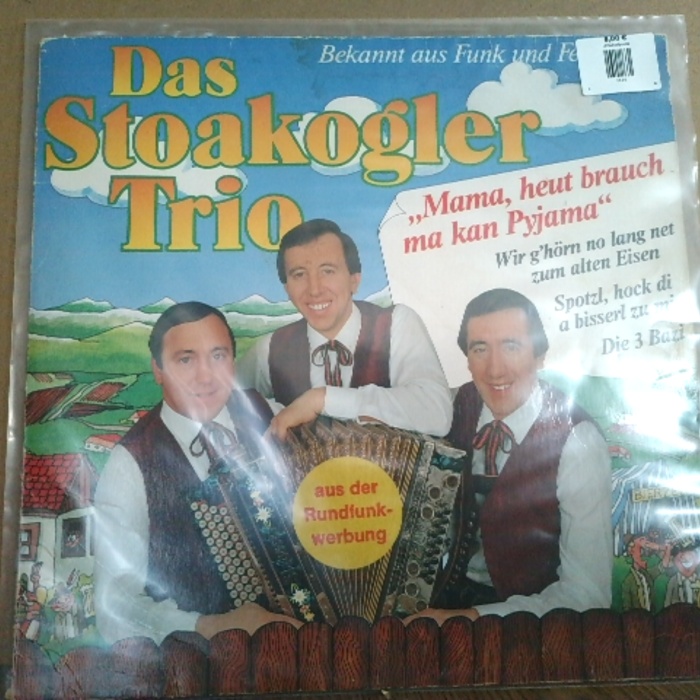 Bekannt aus Funk und
Das
Stoakogler
Trio
„Mama, heut brauch
ma kan Pyjama“
Wir g'hörn no lang net
zum alten Eisen
Spotzl, hock di
a bisserl
Die 3 Bazi
aus der
Rundfunk-
werbung